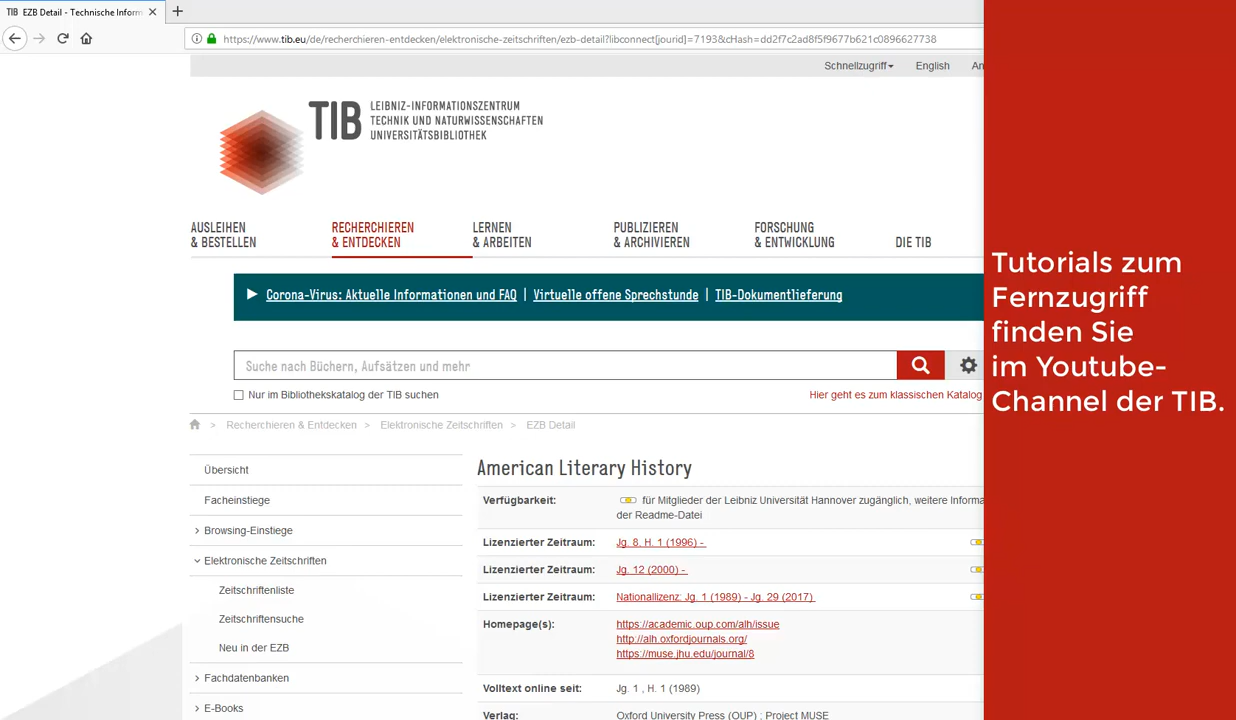 TIB EZB Detail - Technische Inform
https://www.tib.eu/de/recherchieren-entdecken/elektronische-zeitschriften/ezb-detail?libconnect[jourid]=7193&cHash=dd2f7c2ad8f5f9677b621c0896627738
Schnellzugriff English An
TIB LEIBNIZ-INFORMATIONSZENTRUM
TECHNIK UND NATURWISSENSCHAFTEN
UNIVERSITÄTSBIBLIOTHEK
AUSLEIHEN
& BESTELLEN
RECHERCHIEREN
& ENTDECKEN
LERNEN
& ARBEITEN
PUBLIZIEREN
& ARCHIVIEREN
FORSCHUNG
& ENTWICKLUNG
DIE TIB
Corona-Virus: Aktuelle Informationen und FAQ | Virtuelle offene Sprechstunde | TIB-Dokumentlieferung
Suche nach Büchern, Aufsätzen und mehr
Nur im Bibliothekskatalog der TIB suchen
Hier geht es zum klassischen Katalog
> Recherchieren & Entdecken > Elektronische Zeitschriften > EZB Detail
Übersicht
Facheinstiege
> Browsing-Einstiege
Elektronische Zeitschriften
Zeitschriftenliste
Zeitschriftensuche
Neu in der EZB
> Fachdatenbanken
> E-Books
American Literary History
Verfügbarkeit: für Mitglieder der Leibniz Universität Hannover zugänglich, weitere Informa
der Readme-Datei
Lizenzierter Zeitraum: Jg. 8, H. 1 (1996) -
Lizenzierter Zeitraum: Jg. 12 (2000) -
Lizenzierter Zeitraum: Nationallizenz: Jg. 1 (1989) - Jg. 29 (2017)
Homepage(s): https://academic.oup.com/alh/issue
http://alh.oxfordjournals.org/
https://muse.jhu.edu/journal/8
Volltext online seit: Jg. 1 , H. 1 (1989)
Verlag: Oxford University Press (OUP) ; Project MUSE
Tutorials zum
Fernzugriff
finden Sie
im Youtube-
Channel der TIB.